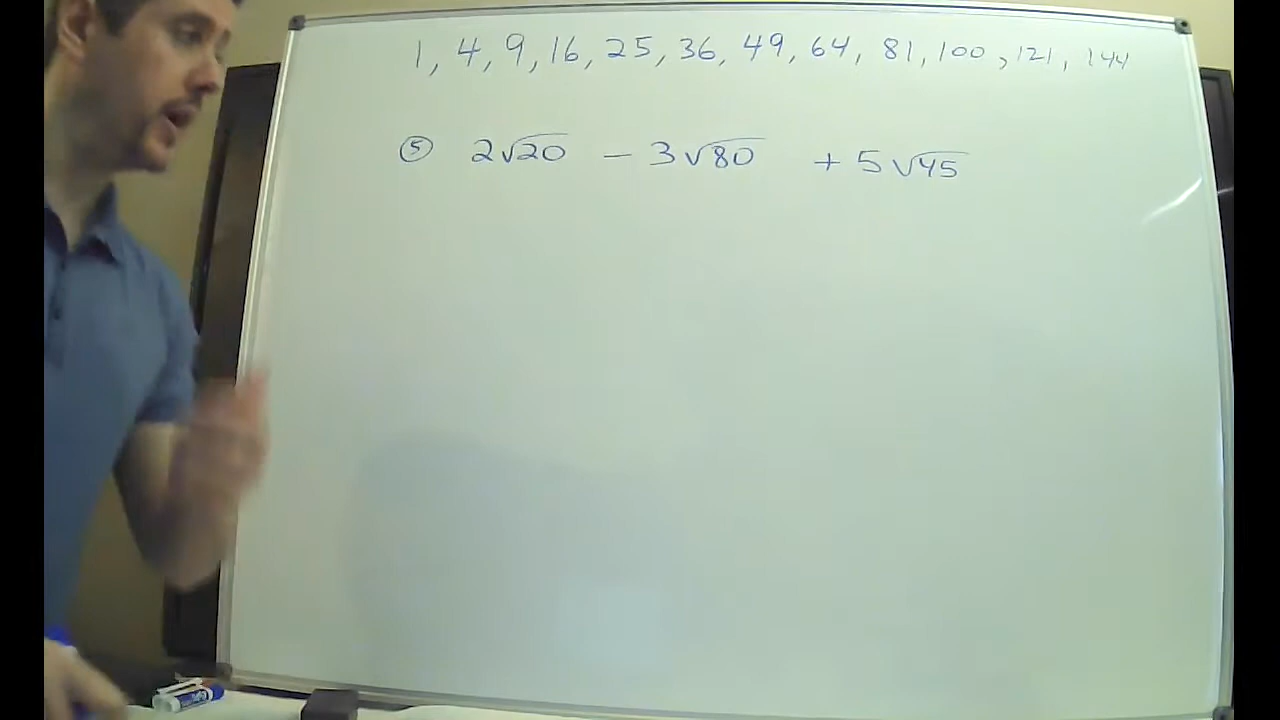 1, 4, 9, 16, 25, 36, 49, 64, 81, 100, 121, 144
⑤ 2√20 - 3√80 + 5√45